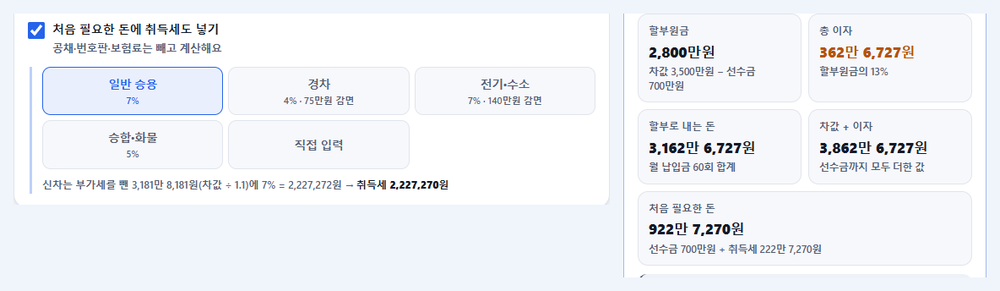 처음 필요한 돈에 취득세도 넣기
공채·번호판·보험료는 빼고 계산해요
일반 승용
7%
경차
4% · 75만원 감면
전기·수소
7% · 140만원 감면
승합·화물
5%
직접 입력
신차는 부가세를 뺀 3,181만 8,181원(차값 ÷ 1.1)에 7% = 2,227,272원 → 취득세 2,227,270원
할부원금
2,800만원
차값 3,500만원 − 선수금
700만원
총 이자
362만 6,727원
할부원금의 13%
할부로 내는 돈
3,162만 6,727원
월 납입금 60회 합계
차값 + 이자
3,862만 6,727원
선수금까지 모두 더한 값
처음 필요한 돈
922만 7,270원
선수금 700만원 + 취득세 222만 7,270원